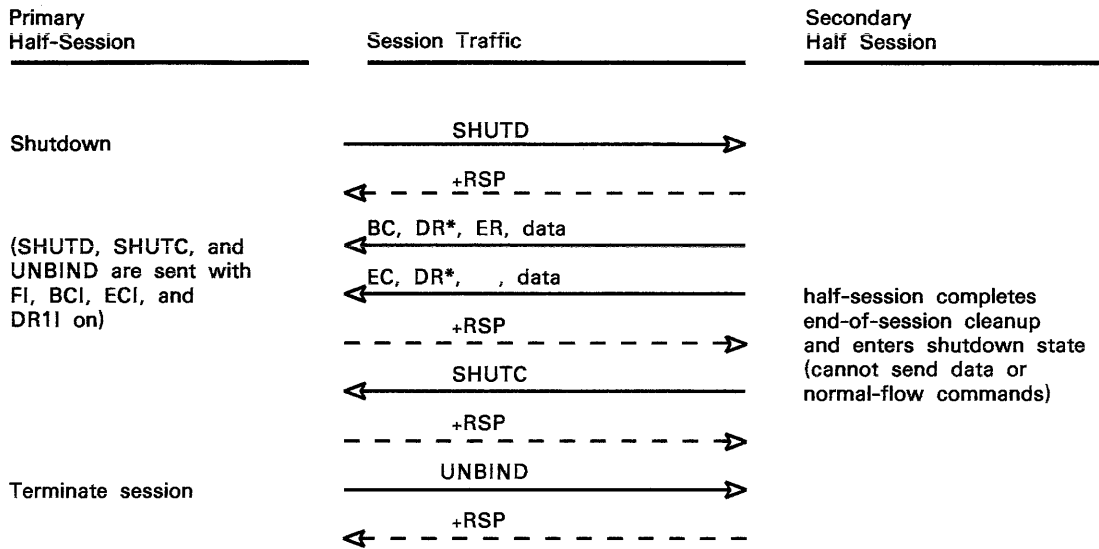 Primary
Half-Session
Session Traffic
Secondary
Half Session
Shutdown
SHUTD
+RSP
(SHUTD, SHUTC, and
UNBIND are sent with
FI, BCI, ECI, and
DR1I on)
BC, DR*, ER, data
EC, DR*, , data
+RSP
half-session completes
end-of-session cleanup
and enters shutdown state
(cannot send data or
normal-flow commands)
SHUTC
+RSP
Terminate session
UNBIND
+RSP